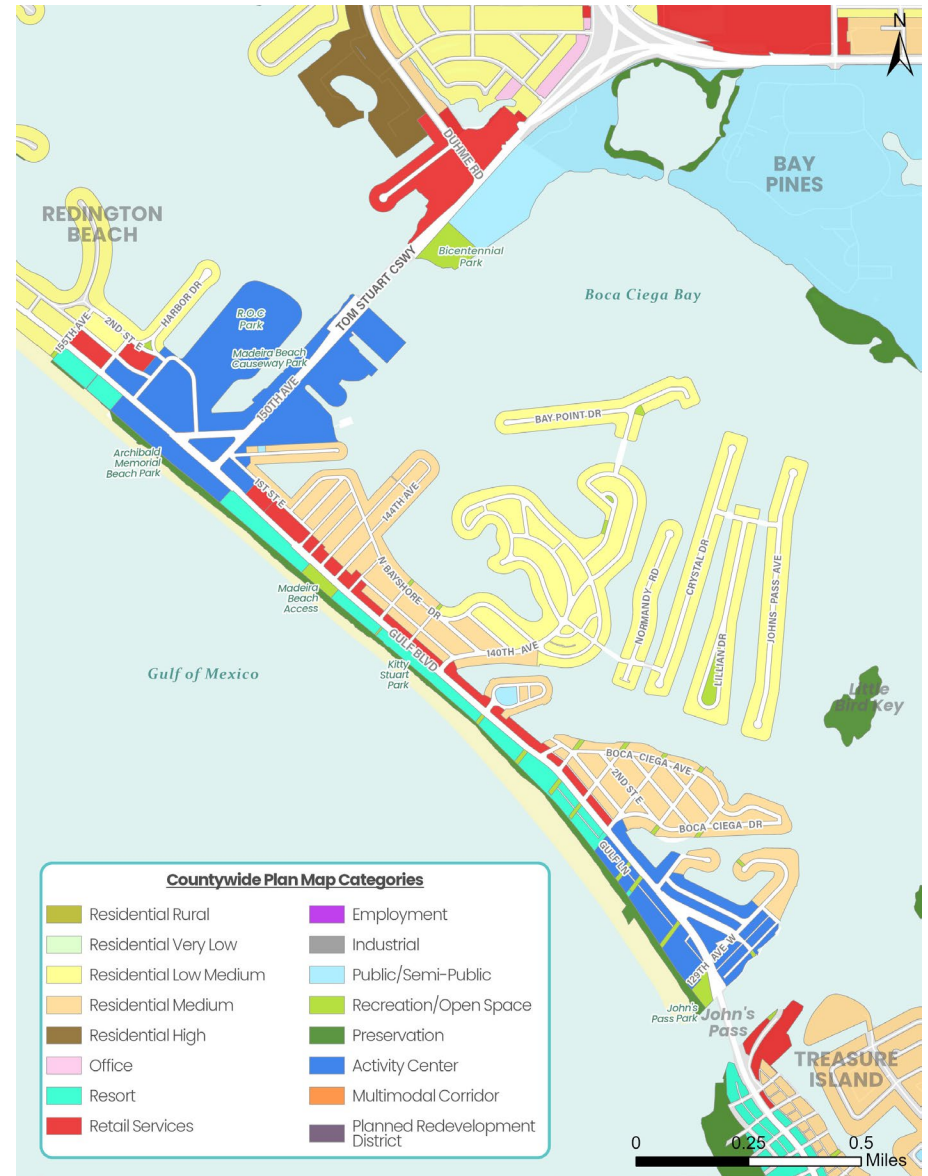 N
DUHME RD
BAY
PINES
REDINGTON
BEACH
Bicentennial
Park
TOM STUART CSWY
HARBOR DR
Boca Ciega Bay
R.O.C
Park
155TH AVE
2ND ST E
Madeira Beach
Causeway Park
150TH AVE
BAY POINT DR
Archibald
Memorial
Beach Park
1ST ST E
144TH AVE
N BAYSHORE DR
NORMANDY RD
CRYSTAL DR
LILLIAN DR
JOHNS PASS AVE
Madeira
Beach
Access
GULF BLVD
140TH AVE
Gulf of Mexico
Kitty
Stuart
Park
Little
Bird Key
BOCA CIEGA AVE
2ND ST E
BOCA CIEGA DR
GULF LN
129TH AVE W
John's
Pass Park
John's
Pass
TREASURE
ISLAND
Countywide Plan Map Categories
Residential Rural
Residential Very Low
Residential Low Medium
Residential Medium
Residential High
Office
Resort
Retail Services
Employment
Industrial
Public/Semi-Public
Recreation/Open Space
Preservation
Activity Center
Multimodal Corridor
Planned Redevelopment
District
0 0.25 0.5
Miles